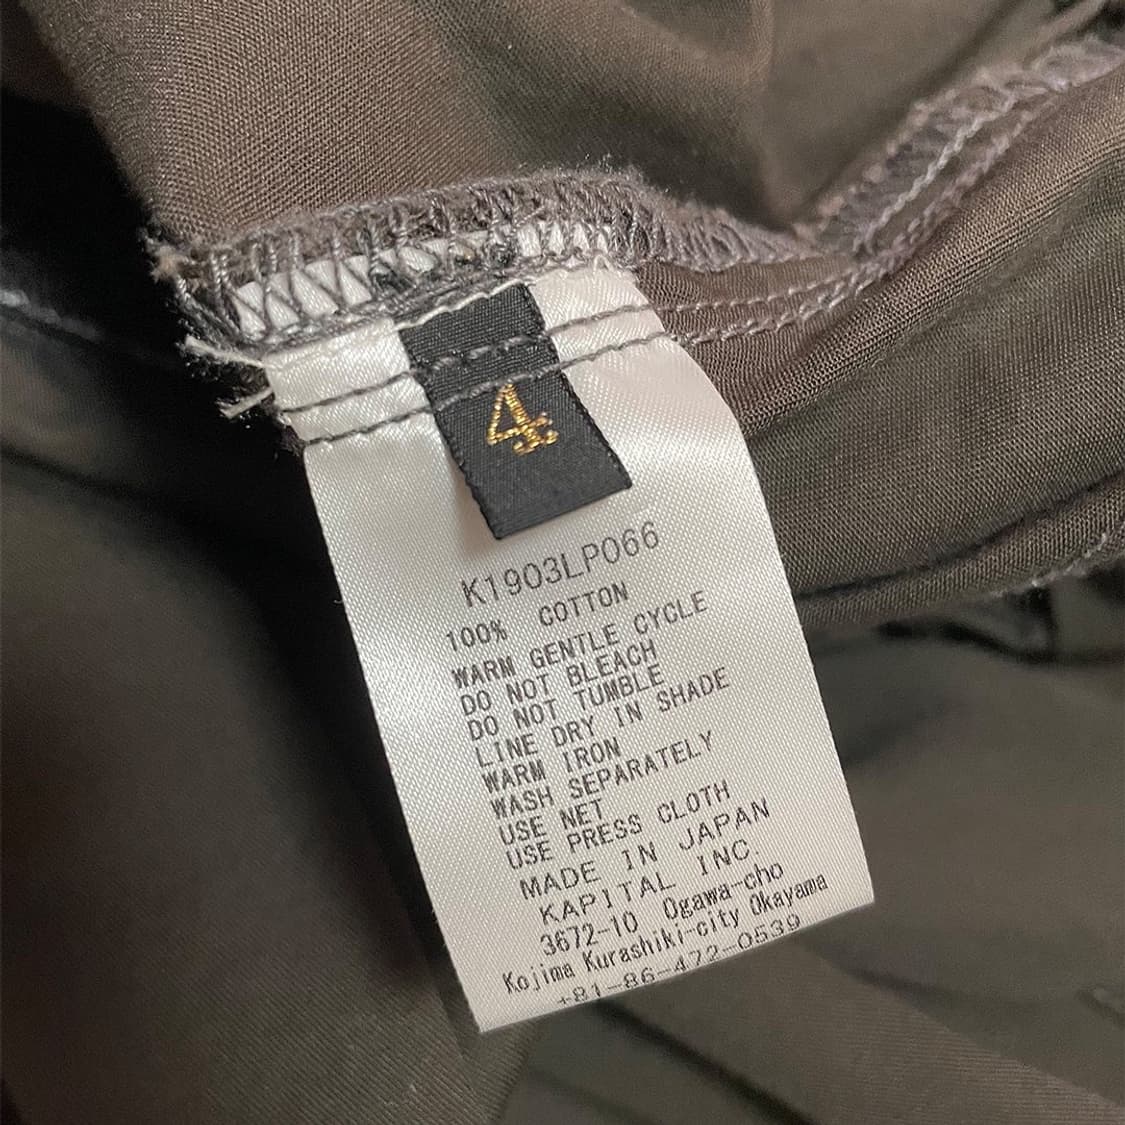 4
K1903LP066
100% COTTON
WARM GENTLE CYCLE
DO NOT BLEACH
DO NOT TUMBLE
LINE DRY IN SHADE
WARM IRON
WASH SEPARATELY
USE NET
USE PRESS CLOTH
MADE IN JAPAN
KAPITAL INC
3672-10 Ogawa-cho
Kojima Kurashiki-city Okayama
+81-86-472-0539